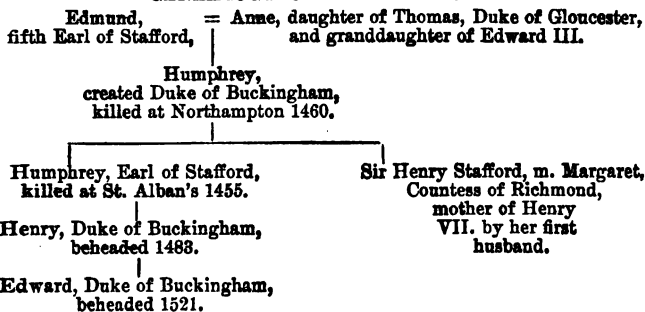 Edmund,
fifth Earl of Stafford,
= Anne, daughter of Thomas, Duke of Gloucester,
and granddaughter of Edward III.
Humphrey,
created Duke of Buckingham,
killed at Northampton 1460.
Humphrey, Earl of Stafford,
killed at St. Alban's 1455.
Sir Henry Stafford, m. Margaret,
Countess of Richmond,
mother of Henry
VII. by her first
husband.
Henry, Duke of Buckingham,
beheaded 1483.
Edward, Duke of Buckingham,
beheaded 1521.